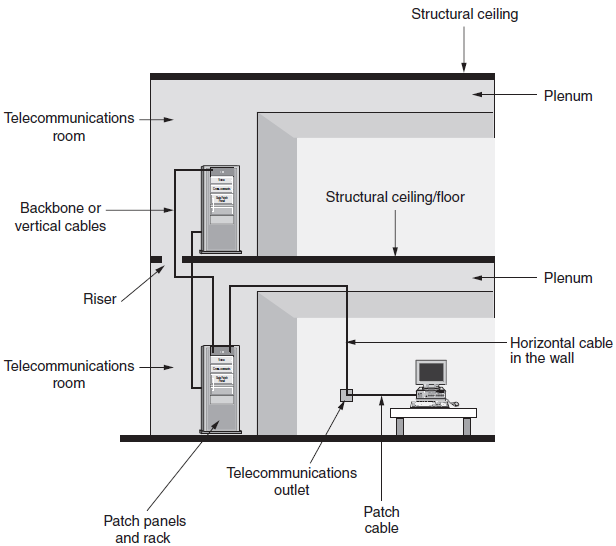 Structural ceiling
Plenum
Telecommunications
room
Structural ceiling/floor
Backbone or
vertical cables
Plenum
Riser
Horizontal cable
in the wall
Telecommunications
room
Telecommunications
outlet
Patch
cable
Patch panels
and rack